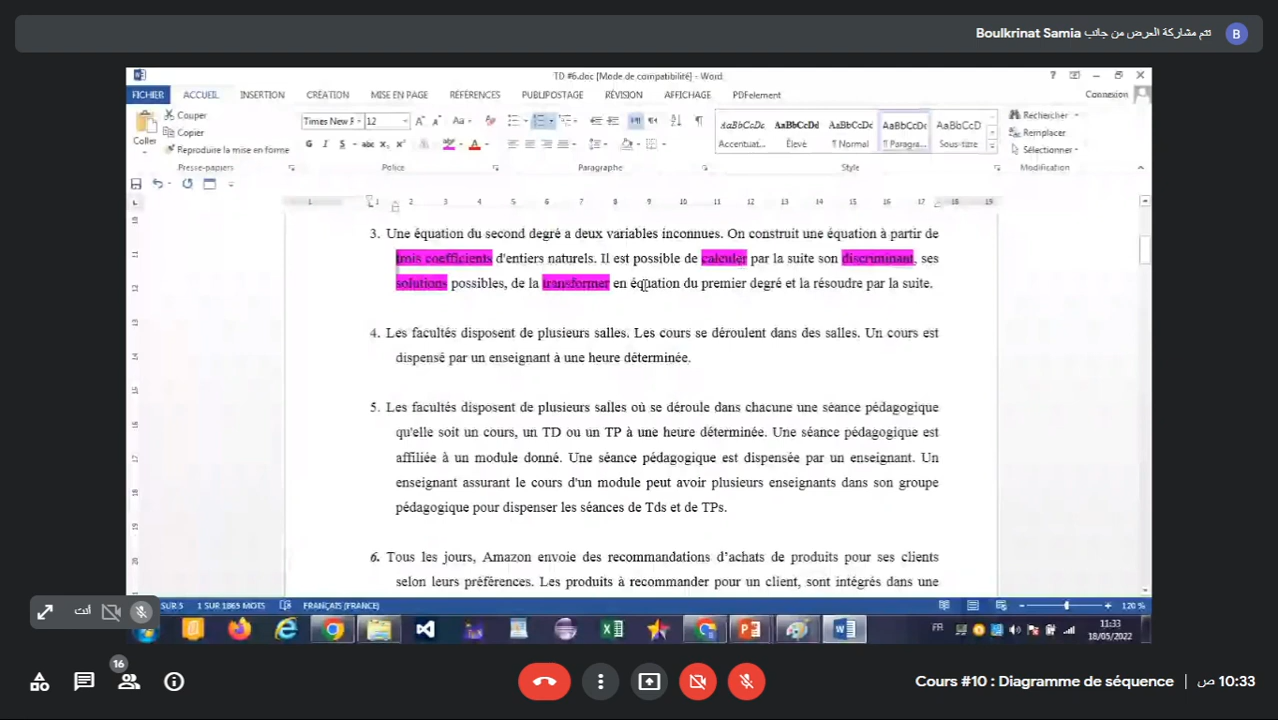 تتم مشاركة العرض من جانب Boulkrinat Samia
B
TD #6.doc [Mode de compatibilité] - Word
FICHIER ACCUEIL INSERTION CRÉATION MISE EN PAGE RÉFÉRENCES PUBLIPOSTAGE RÉVISION AFFICHAGE PDFelement Connexion
Coller
Couper
Copier
Reproduire la mise en forme
Presse-papiers
Times New F 12
Police
Paragraphe
AaBbCcDc AaBbCcDc AaBbCcDc AaBbCcDc AaBbCcD
Accentuat... Élevé ¶ Normal ¶ Paragra... Sous-titre
Style
Rechercher
Remplacer
Sélectionner
Modification
3. Une équation du second degré a deux variables inconnues. On construit une équation à partir de
trois coefficients d'entiers naturels. Il est possible de calculer par la suite son discriminant, ses
solutions possibles, de la transformer en équation du premier degré et la résoudre par la suite.
4. Les facultés disposent de plusieurs salles. Les cours se déroulent dans des salles. Un cours est
dispensé par un enseignant à une heure déterminée.
5. Les facultés disposent de plusieurs salles où se déroule dans chacune une séance pédagogique
qu'elle soit un cours, un TD ou un TP à une heure déterminée. Une séance pédagogique est
affiliée à un module donné. Une séance pédagogique est dispensée par un enseignant. Un
enseignant assurant le cours d'un module peut avoir plusieurs enseignants dans son groupe
pédagogique pour dispenser les séances de Tds et de TPs.
6. Tous les jours, Amazon envoie des recommandations d'achats de produits pour ses clients
selon leurs préférences. Les produits à recommander pour un client, sont intégrés dans une
أنت
SUR 5 1 SUR 1865 MOTS FRANÇAIS (FRANCE) 120 %
FR 11:33
18/05/2022
16
Cours #10 : Diagramme de séquence | 10:33 ص